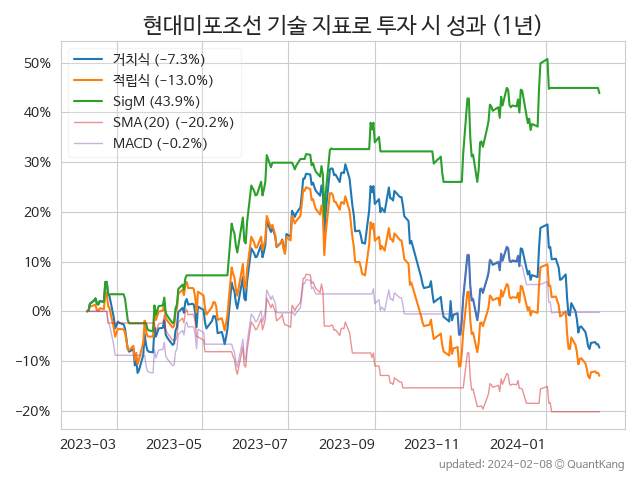 현대미포조선 기술 지표로 투자 시 성과 (1년)
거치식 (−7.3%)
적립식 (−13.0%)
SigM (43.9%)
SMA(20) (−20.2%)
MACD (−0.2%)
50%
40%
30%
20%
10%
0%
−10%
−20%
2023-03 2023-05 2023-07 2023-09 2023-11 2024-01
updated: 2024-02-08 © QuantKang